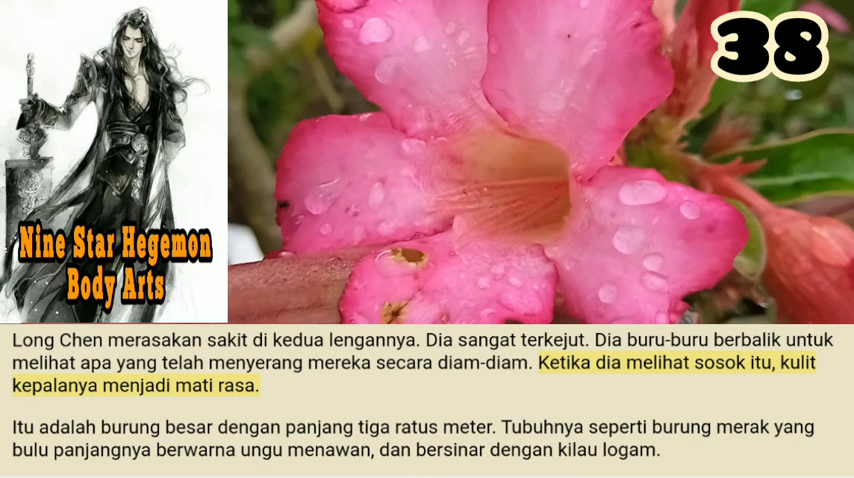 38
Nine Star Hegemon
Body Arts
Long Chen merasakan sakit di kedua lengannya. Dia sangat terkejut. Dia buru-buru berbalik untuk
melihat apa yang telah menyerang mereka secara diam-diam. Ketika dia melihat sosok itu, kulit
kepalanya menjadi mati rasa.
Itu adalah burung besar dengan panjang tiga ratus meter. Tubuhnya seperti burung merak yang
bulu panjangnya berwarna ungu menawan, dan bersinar dengan kilau logam.